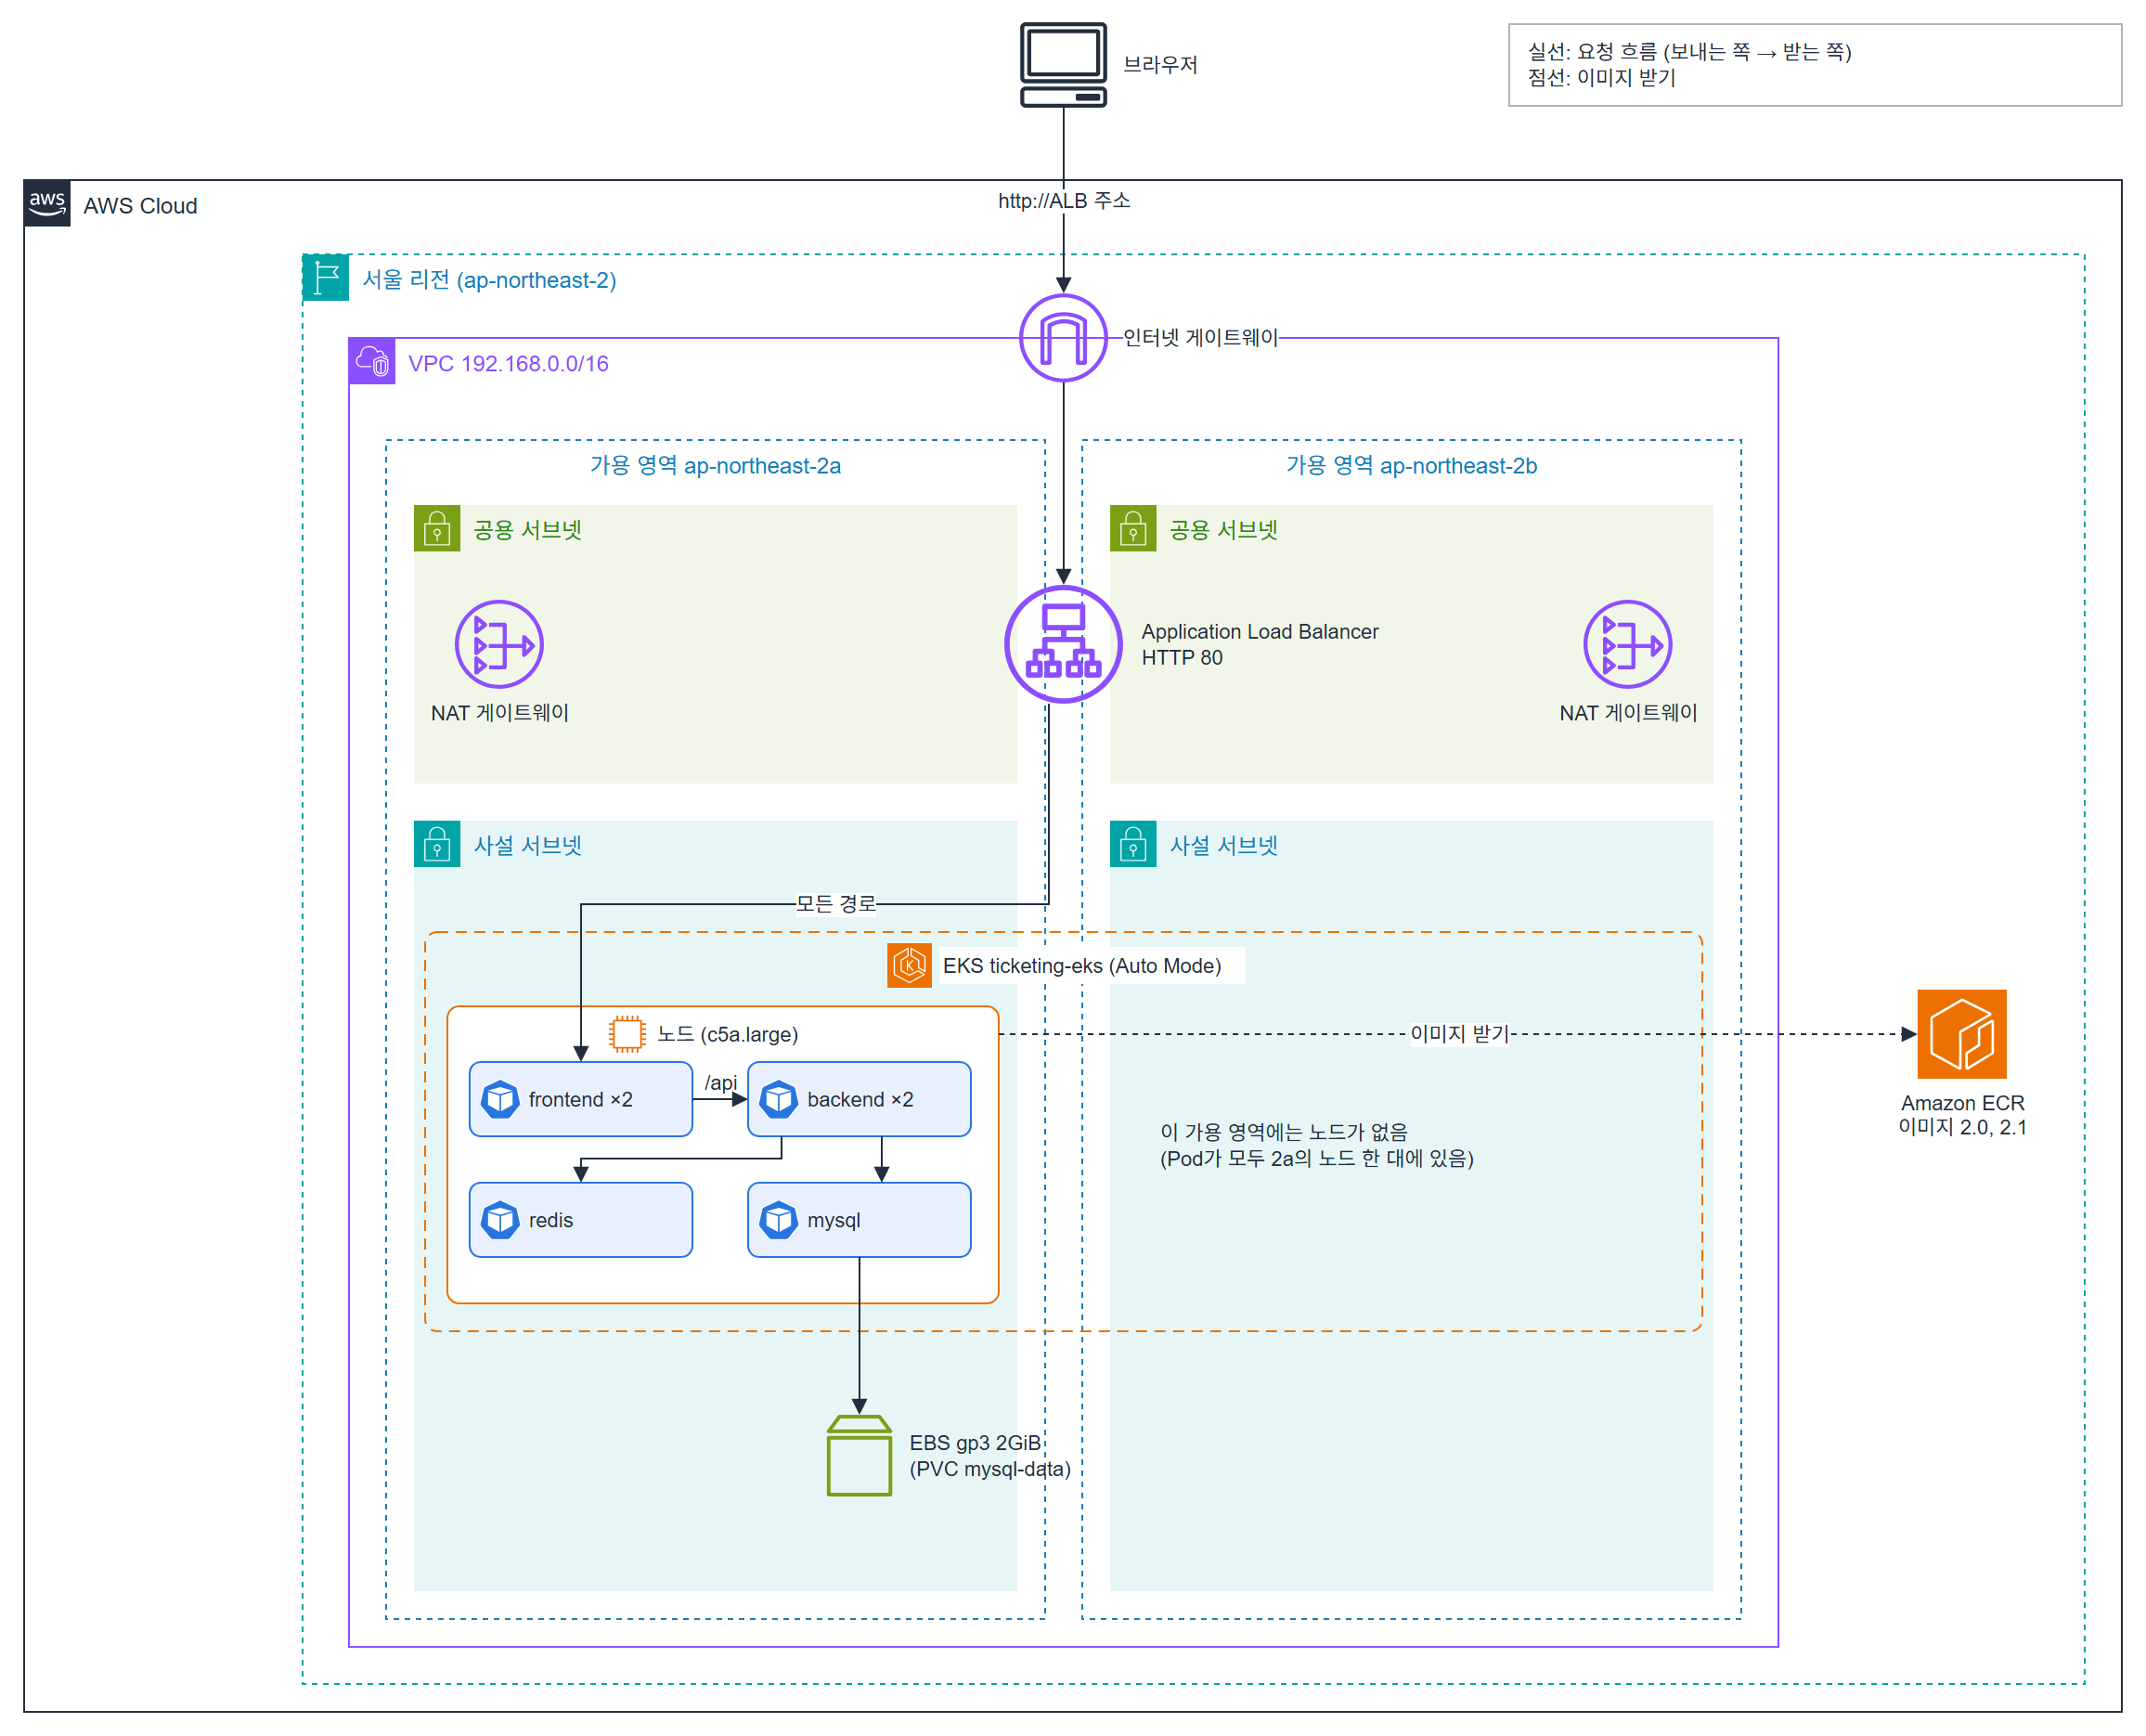 브라우저
실선: 요청 흐름 (보내는 쪽 → 받는 쪽)
점선: 이미지 받기
aws
AWS Cloud
http://ALB 주소
서울 리전 (ap-northeast-2)
인터넷 게이트웨이
VPC 192.168.0.0/16
가용 영역 ap-northeast-2a
가용 영역 ap-northeast-2b
공용 서브넷
공용 서브넷
Application Load Balancer
HTTP 80
NAT 게이트웨이
NAT 게이트웨이
사설 서브넷
사설 서브넷
모든 경로
K
EKS ticketing-eks (Auto Mode)
노드 (c5a.large)
이미지 받기
frontend ×2
/api
backend ×2
Amazon ECR
이미지 2.0, 2.1
이 가용 영역에는 노드가 없음
(Pod가 모두 2a의 노드 한 대에 있음)
redis
mysql
EBS gp3 2GiB
(PVC mysql-data)